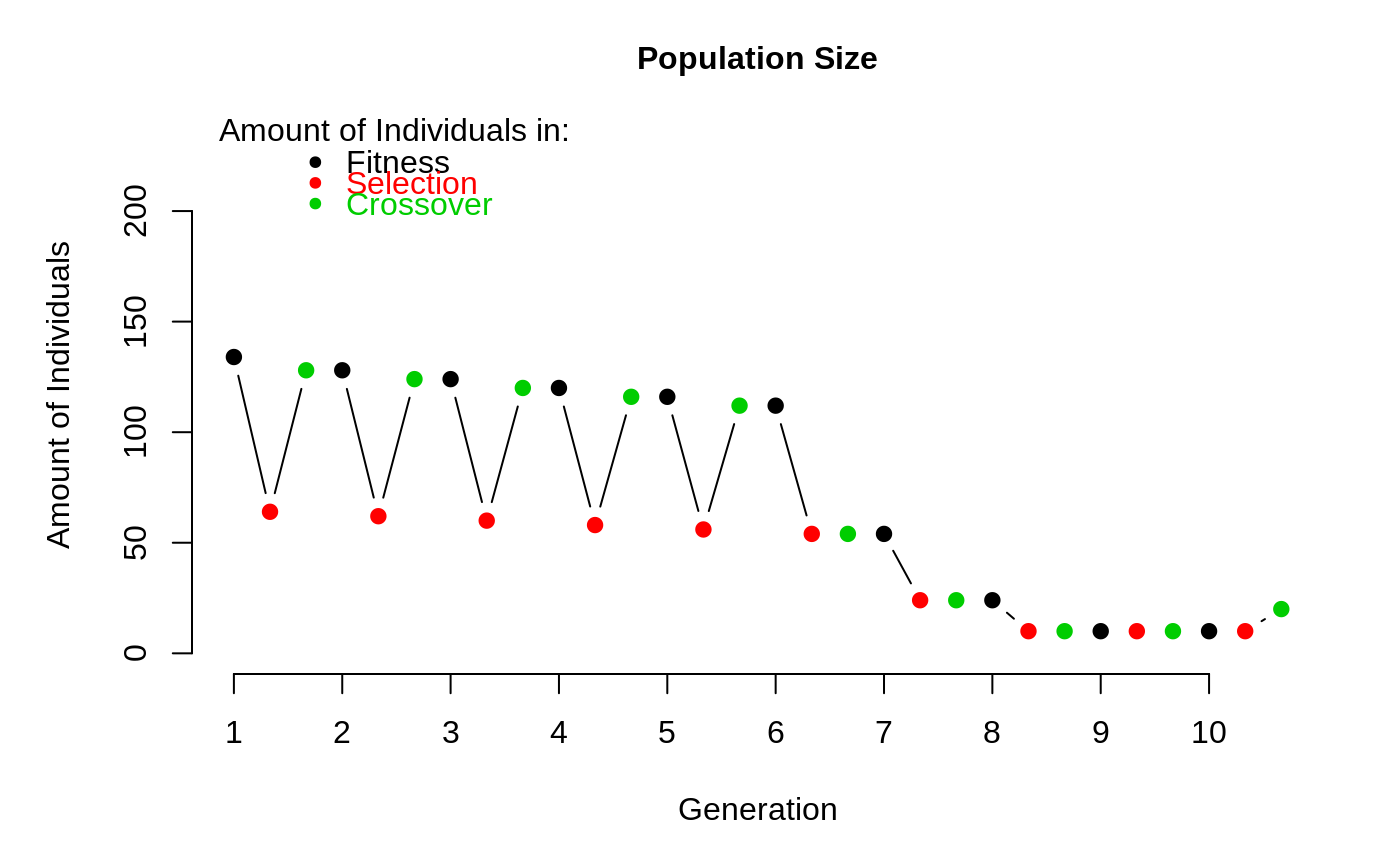 Population Size
Amount of Individuals in:
Fitness
Selection
Crossover
200
150
100
50
0
Amount of Individuals
1 2 3 4 5 6 7 8 9 10
Generation